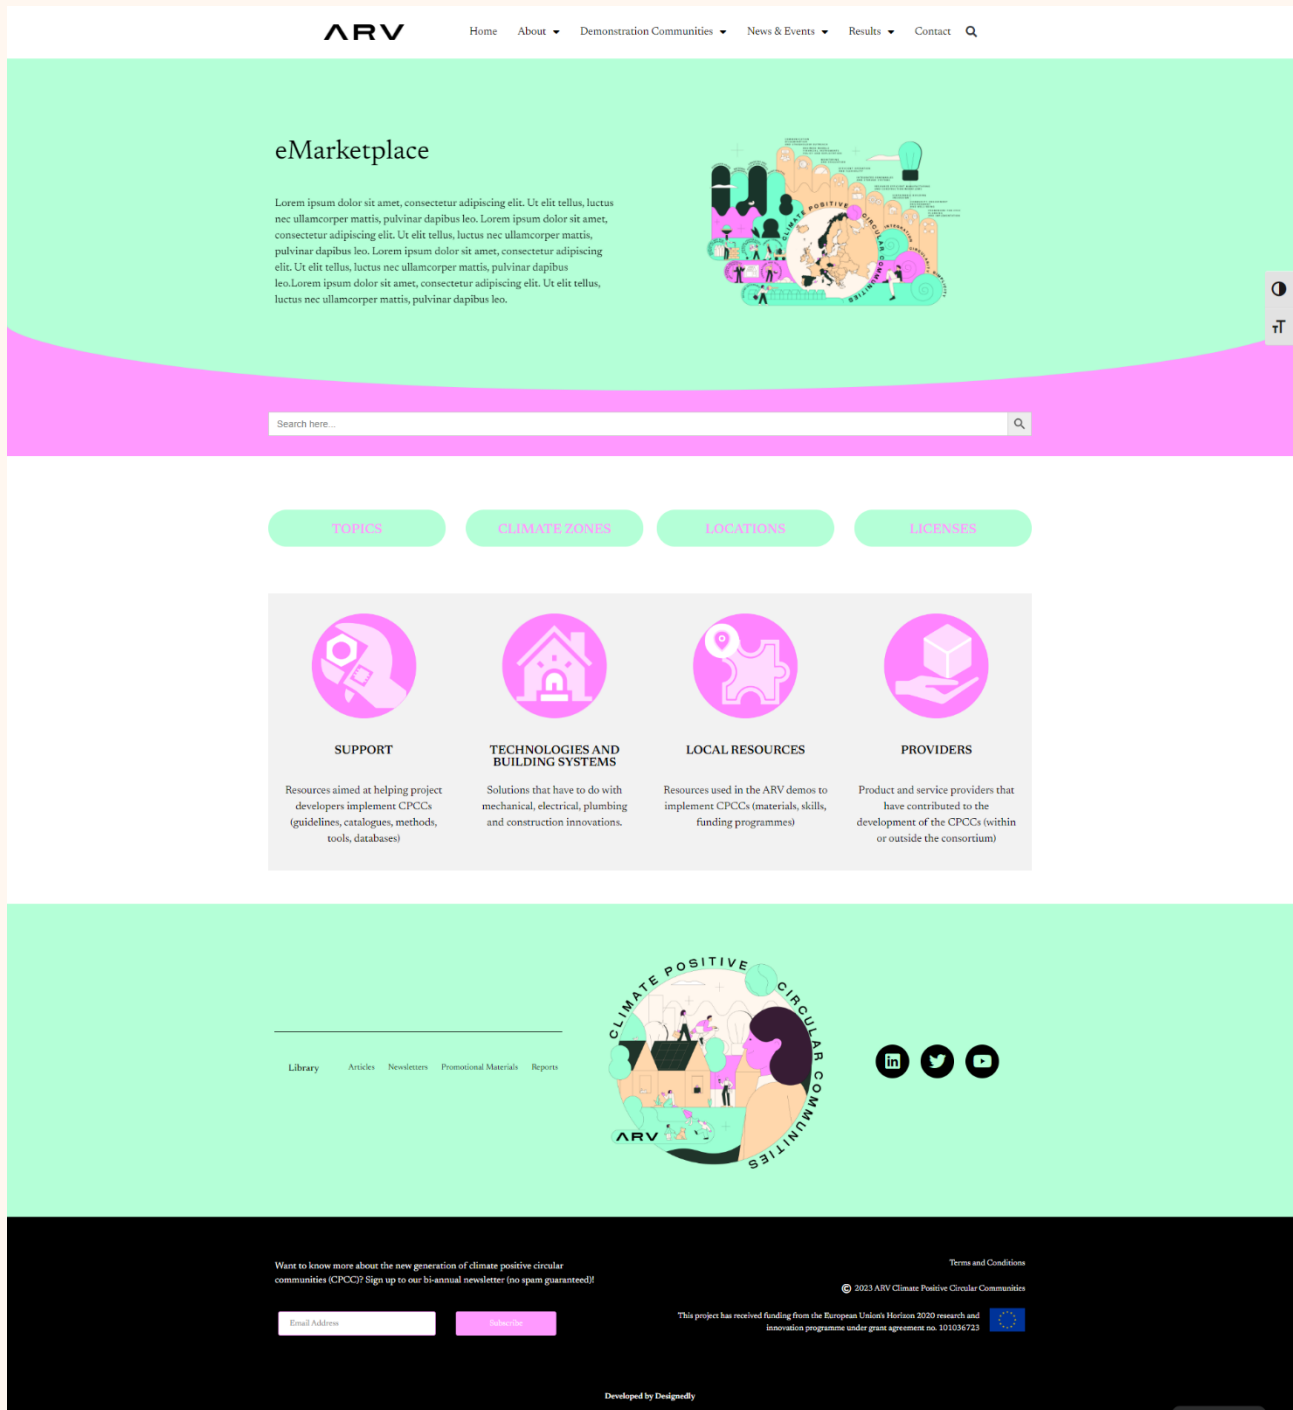 ARV
Home About Demonstration Communities News & Events Results Contact
eMarketplace
Lorem ipsum dolor sit amet, consectetur adipiscing elit. Ut elit tellus, luctus
nec ullamcorper mattis, pulvinar dapibus leo. Lorem ipsum dolor sit amet,
consectetur adipiscing elit. Ut elit tellus, luctus nec ullamcorper mattis,
pulvinar dapibus leo. Lorem ipsum dolor sit amet, consectetur adipiscing
elit. Ut elit tellus, luctus nec ullamcorper mattis, pulvinar dapibus
leo.Lorem ipsum dolor sit amet, consectetur adipiscing elit. Ut elit tellus,
luctus nec ullamcorper mattis, pulvinar dapibus leo.
CLIMATE POSITIVE CIRCULAR COMMUNITIES
INTEGRATION
CIRCULARITY
SIMPLICITY
TT
Search here...
TOPICS
CLIMATE ZONES
LOCATIONS
LICENSES
SUPPORT
Resources aimed at helping project
developers implement CPCCs
(guidelines, catalogues, methods,
tools, databases)
TECHNOLOGIES AND
BUILDING SYSTEMS
Solutions that have to do with
mechanical, electrical, plumbing
and construction innovations.
LOCAL RESOURCES
Resources used in the ARV demos to
implement CPCCs (materials, skills,
funding programmes)
PROVIDERS
Product and service providers that
have contributed to the
development of the CPCCs (within
or outside the consortium)
Library Articles Newsletters Promotional Materials Reports
CLIMATE POSITIVE CIRCULAR COMMUNITIES
ARV
in
Want to know more about the new generation of climate positive circular
communities (CPCC)? Sign up to our bi-annual newsletter (no spam guaranteed)!
Email Address
Subscribe
Terms and Conditions
© 2023 ARV Climate Positive Circular Communities
This project has received funding from the European Union's Horizon 2020 research and
innovation programme under grant agreement no. 101036723
Developed by Designedly